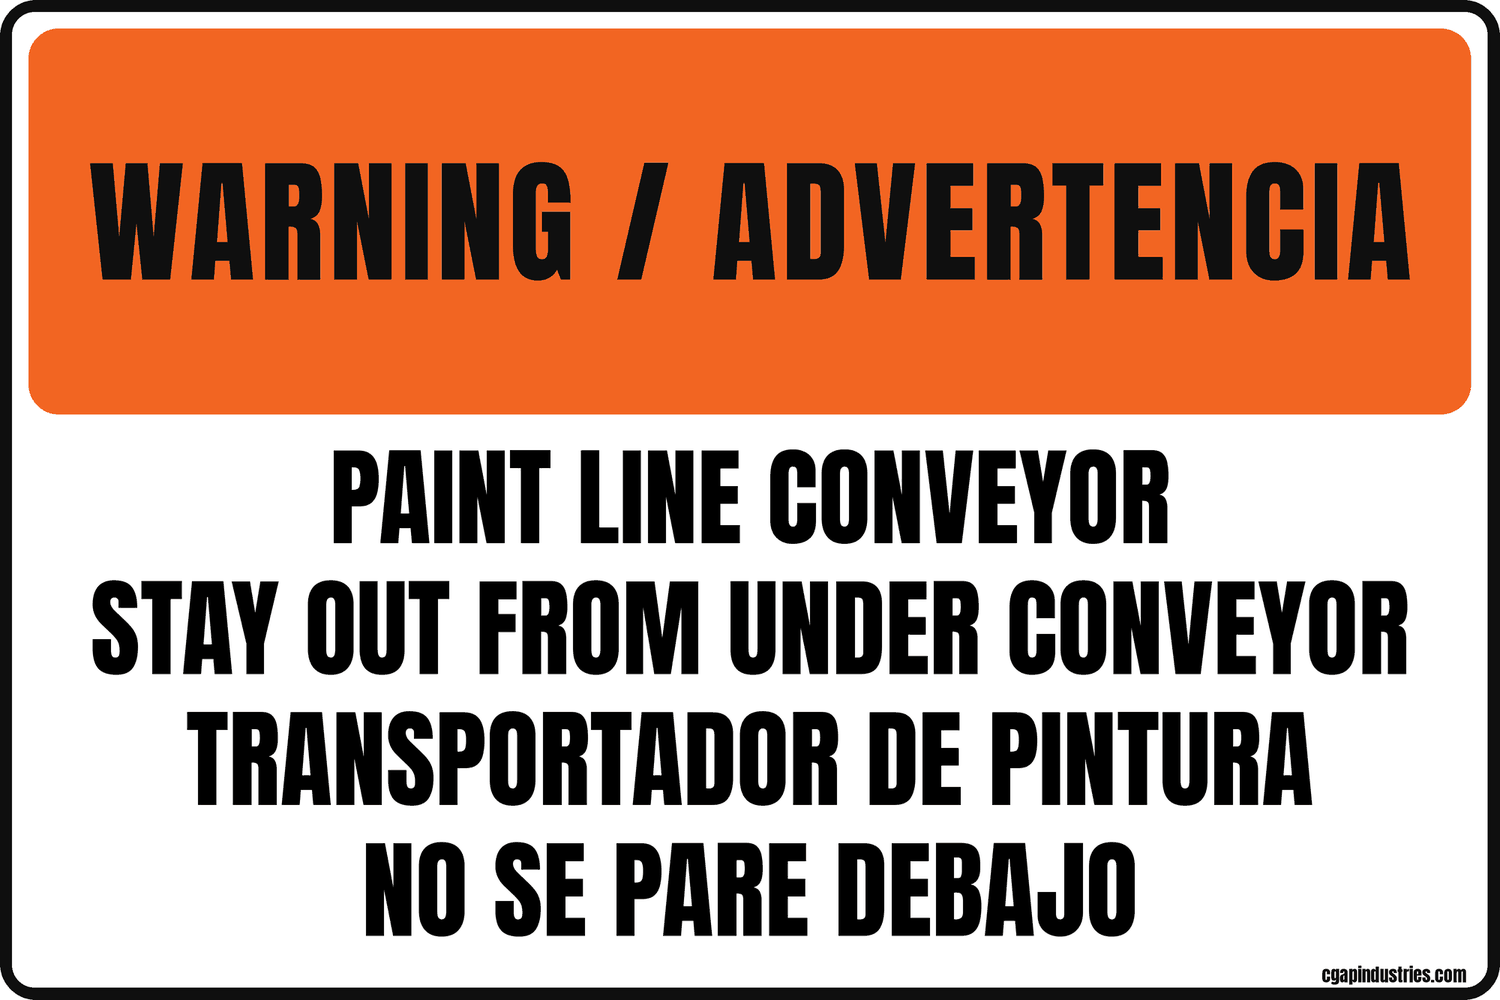 WARNING / ADVERTENCIA
PAINT LINE CONVEYOR
STAY OUT FROM UNDER CONVEYOR
TRANSPORTADOR DE PINTURA
NO SE PARE DEBAJO
cgapindustries.com